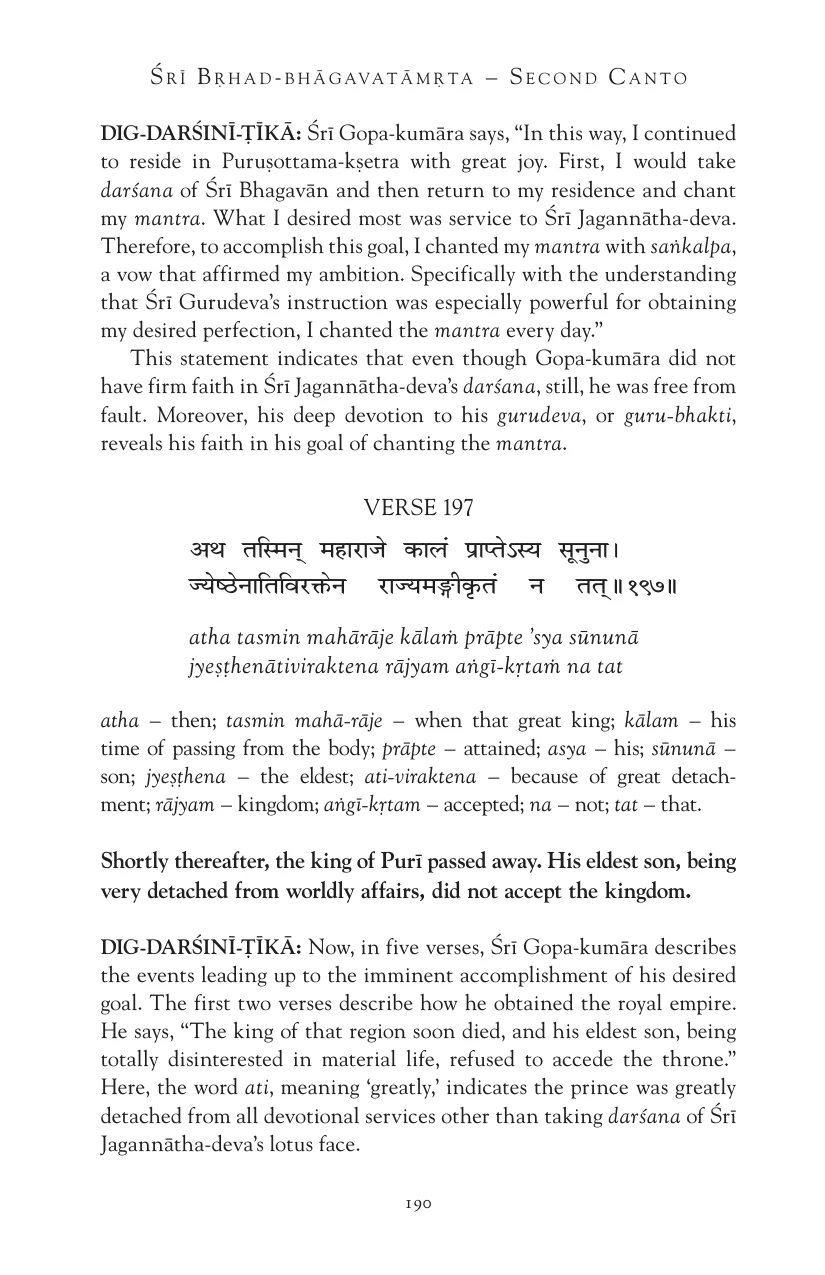 ŚRĪ BṚHAD-BHĀGAVATĀMṚTA – SECOND CANTO
DIG-DARŚINĪ-ṬĪKĀ: Śrī Gopa-kumāra says, “In this way, I continued
to reside in Puruṣottama-kṣetra with great joy. First, I would take
darśana of Śrī Bhagavān and then return to my residence and chant
my mantra. What I desired most was service to Śrī Jagannātha-deva.
Therefore, to accomplish this goal, I chanted my mantra with saṅkalpa,
a vow that affirmed my ambition. Specifically with the understanding
that Śrī Gurudeva’s instruction was especially powerful for obtaining
my desired perfection, I chanted the mantra every day.”
This statement indicates that even though Gopa-kumāra did not
have firm faith in Śrī Jagannātha-deva’s darśana, still, he was free from
fault. Moreover, his deep devotion to his gurudeva, or guru-bhakti,
reveals his faith in his goal of chanting the mantra.
VERSE 197
अथ तस्मिन् महाराजे कालं प्राप्तेऽस्य सूनुना।
ज्येष्ठेनातिविरक्तेन राज्यमङ्गीकृतं न तत्॥१९७॥
atha tasmin mahārāje kālaṁ prāpte ’sya sūnunā
jyeṣṭhenātiviraktena rājyam aṅgī-kṛtaṁ na tat
atha – then; tasmin mahā-rāje – when that great king; kālam – his
time of passing from the body; prāpte – attained; asya – his; sūnunā –
son; jyeṣṭhena – the eldest; ati-viraktena – because of great detach-
ment; rājyam – kingdom; aṅgī-kṛtam – accepted; na – not; tat – that.
Shortly thereafter, the king of Purī passed away. His eldest son, being
very detached from worldly affairs, did not accept the kingdom.
DIG-DARŚINĪ-ṬĪKĀ: Now, in five verses, Śrī Gopa-kumāra describes
the events leading up to the imminent accomplishment of his desired
goal. The first two verses describe how he obtained the royal empire.
He says, “The king of that region soon died, and his eldest son, being
totally disinterested in material life, refused to accede the throne.”
Here, the word ati, meaning ‘greatly,’ indicates the prince was greatly
detached from all devotional services other than taking darśana of Śrī
Jagannātha-deva’s lotus face.
190